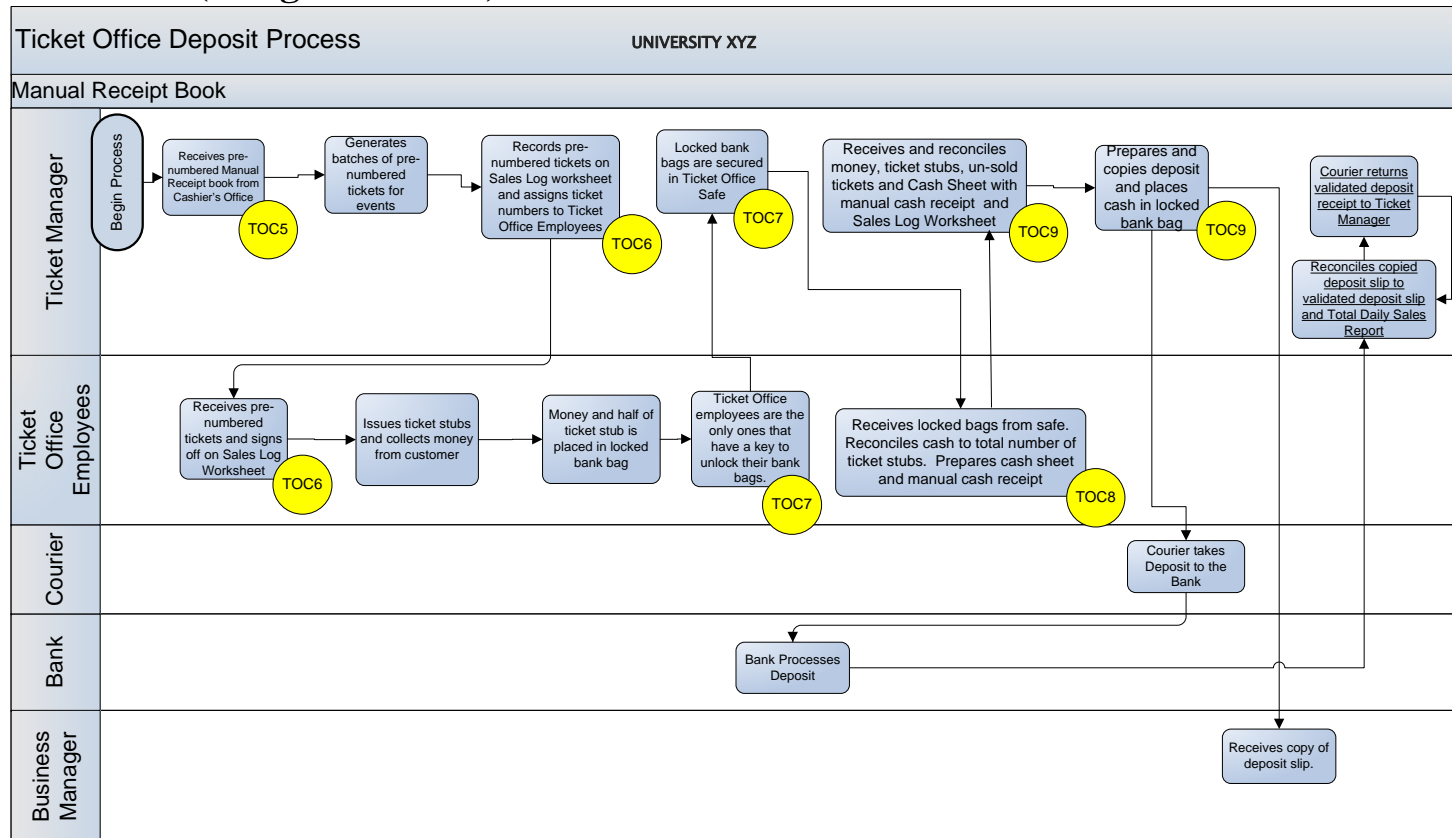 Ticket Office Deposit Process
UNIVERSITY XYZ
Manual Receipt Book
Ticket Manager
Begin Process
Receives pre-
numbered Manual
Receipt book from
Cashier's Office
TOC5
Generates
batches of pre-
numbered
tickets for
events
Records pre-
numbered tickets on
Sales Log worksheet
and assigns ticket
numbers to Ticket
Office Employees
TOC6
Locked bank
bags are secured
in Ticket Office
Safe
TOC7
Receives and reconciles
money, ticket stubs, un-sold
tickets and Cash Sheet with
manual cash receipt and
Sales Log Worksheet
TOC9
Prepares and
copies deposit
and places
cash in locked
bank bag
TOC9
Courier returns
validated deposit
receipt to Ticket
Manager
Reconciles copied
deposit slip to
validated deposit slip
and Total Daily Sales
Report
Ticket
Office
Employees
Receives pre-
numbered
tickets and signs
off on Sales Log
Worksheet
TOC6
Issues ticket stubs
and collects money
from customer
Money and half of
ticket stub is
placed in locked
bank bag
Ticket Office
employees are the
only ones that
have a key to
unlock their bank
bags.
TOC7
Receives locked bags from safe.
Reconciles cash to total number of
ticket stubs. Prepares cash sheet
and manual cash receipt
TOC8
Courier
Courier takes
Deposit to the
Bank
Bank
Bank Processes
Deposit
Business
Manager
Receives copy of
deposit slip.